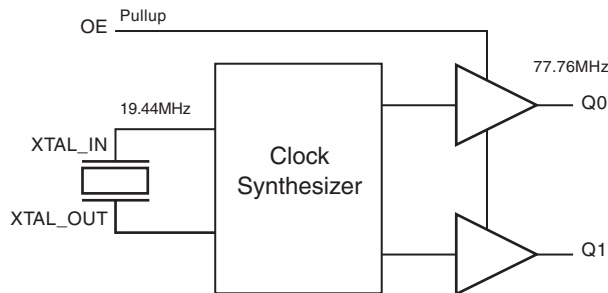 OE
Pullup
77.76MHz
Q0
19.44MHz
XTAL_IN
Clock
Synthesizer
XTAL_OUT
Q1